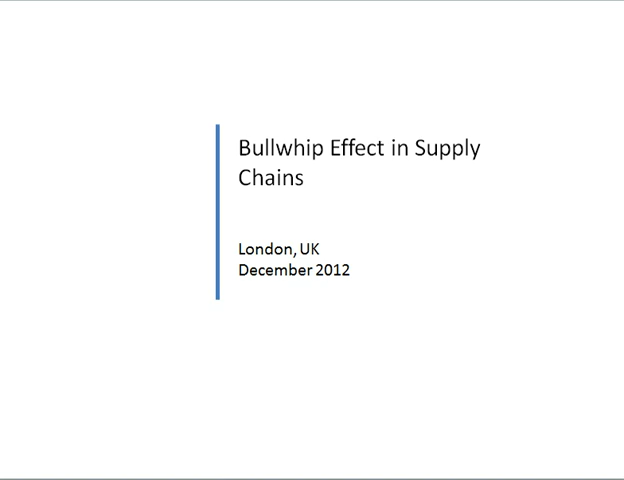 Bullwhip Effect in Supply
Chains
London, UK
December 2012